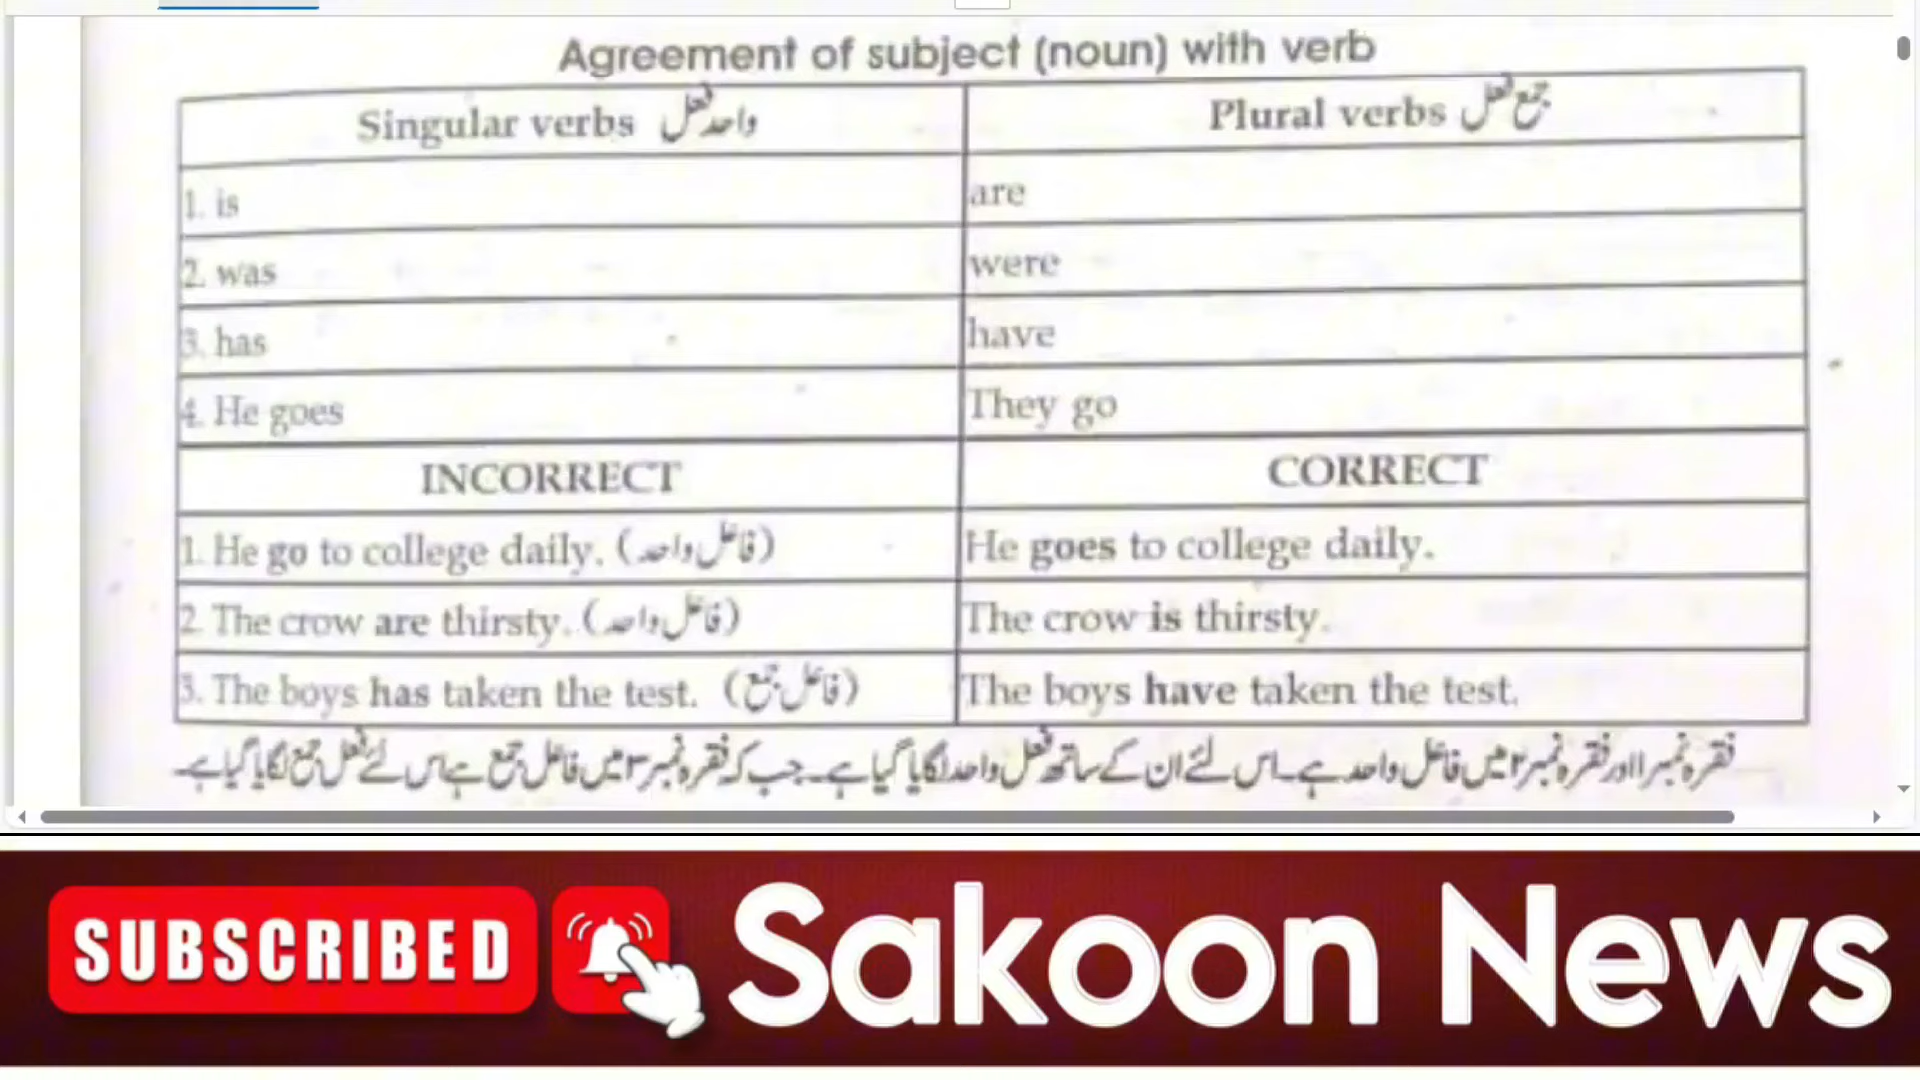 Agreement of subject (noun) with verb
Singular verbs واحد فعل
Plural verbs جمع فعل
1. is
are
2. was
were
3. has
have
4. He goes
They go
INCORRECT
CORRECT
1. He go to college daily. (فاعل واحد)
He goes to college daily.
2. The crow are thirsty. (فاعل واحد)
The crow is thirsty.
3. The boys has taken the test. (فاعل جمع)
The boys have taken the test.
فقرہ نمبر ۱ اور فقرہ نمبر ۲ میں فاعل واحد ہے۔ اس لئے ان کے ساتھ فعل واحد لگایا گیا ہے۔ جب کہ فقرہ نمبر ۳ میں فاعل جمع ہے اس لئے فعل جمع لگایا گیا ہے۔
SUBSCRIBED
Sakoon News